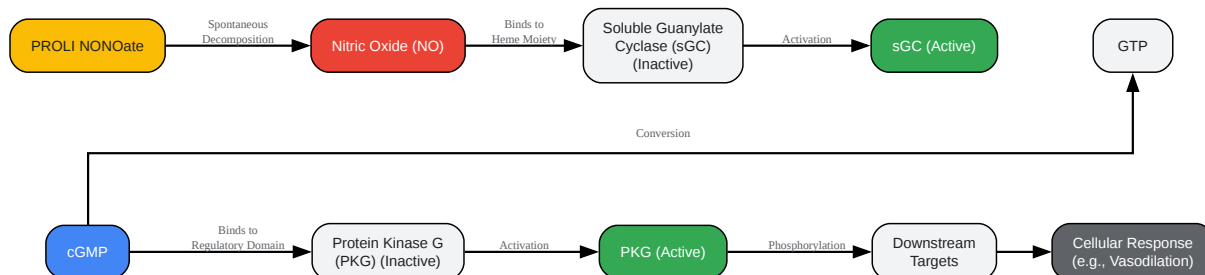 PROLI NONOate
Spontaneous
Decomposition
Nitric Oxide (NO)
Binds to
Heme Moiety
Soluble Guanylate
Cyclase (sGC)
(Inactive)
Activation
sGC (Active)
GTP
Conversion
cGMP
Binds to
Regulatory Domain
Protein Kinase G
(PKG) (Inactive)
Activation
PKG (Active)
Phosphorylation
Downstream
Targets
Cellular Response
(e.g., Vasodilation)